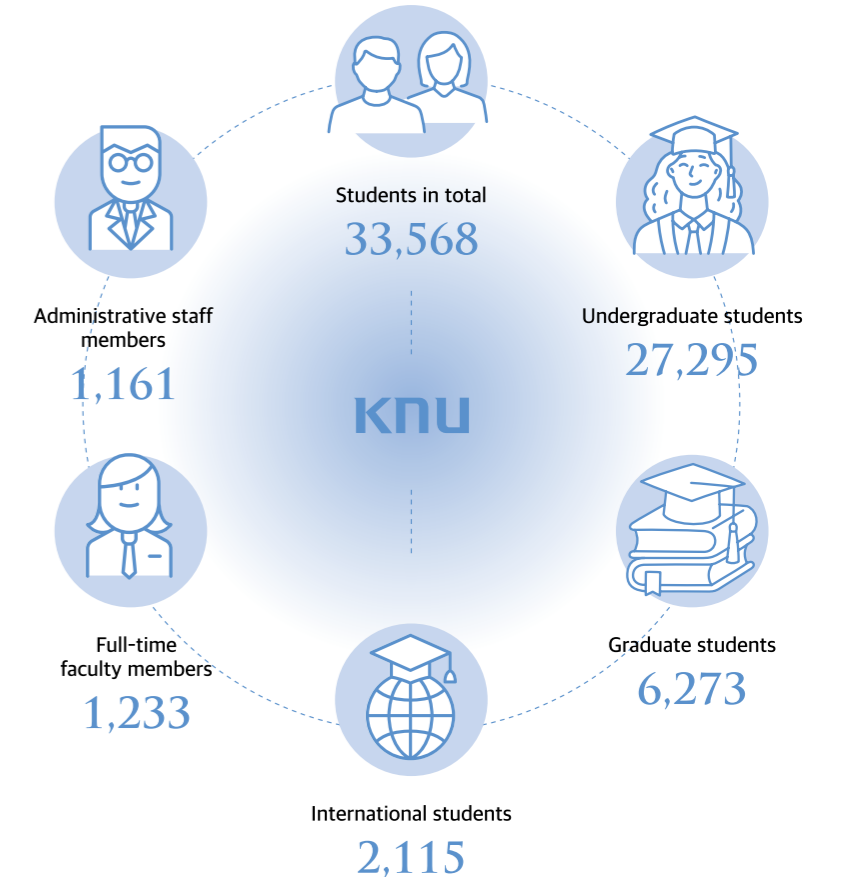 Students in total
33,568
Undergraduate students
27,295
Graduate students
6,273
International students
2,115
Full-time
faculty members
1,233
Administrative staff
members
1,161
KNU